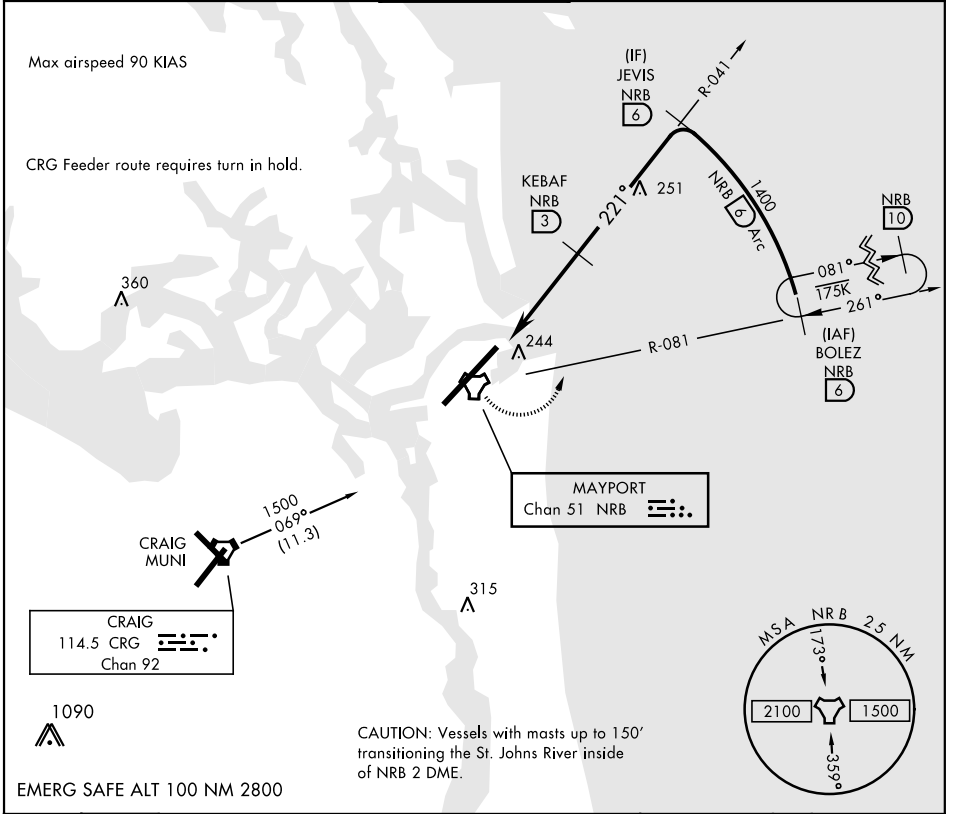 Max airspeed 90 KIAS
CRG Feeder route requires turn in hold.
(IF)
JEVIS
NRB
6
R-041
KEBAF
NRB
3
221°
251
1400
NRB 6 Arc
NRB
10
081°
175K
261°
(IAF)
BOLEZ
NRB
6
R-081
360
244
MAYPORT
Chan 51 NRB
1500
069°
(11.3)
CRAIG
MUNI
CRAIG
114.5 CRG
Chan 92
315
1090
CAUTION: Vessels with masts up to 150'
transitioning the St. Johns River inside
of NRB 2 DME.
MSA NRB 25 NM
173°
2100
1500
359°
EMERG SAFE ALT 100 NM 2800